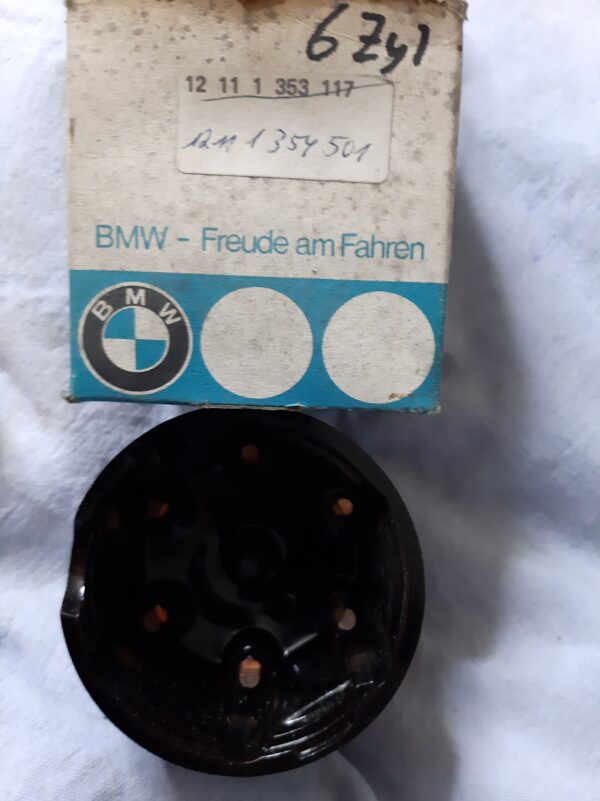 6 Zyl
12 11 1 353 117
1211 1 354 501
BMW - Freude am Fahren
BMW